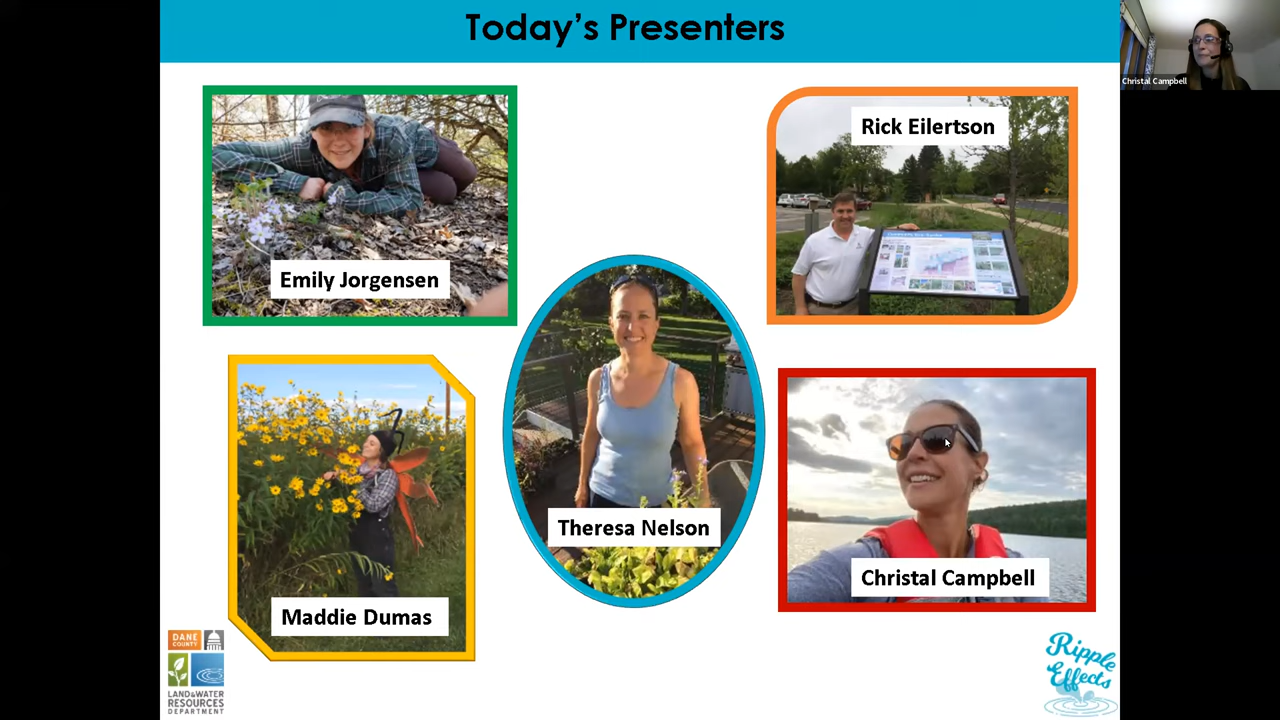 Today's Presenters
Christal Campbell
Emily Jorgensen
Rick Eilertson
Theresa Nelson
Maddie Dumas
Christal Campbell
DANE
COUNTY
LAND&WATER
RESOURCES
DEPARTMENT
Ripple
Effects